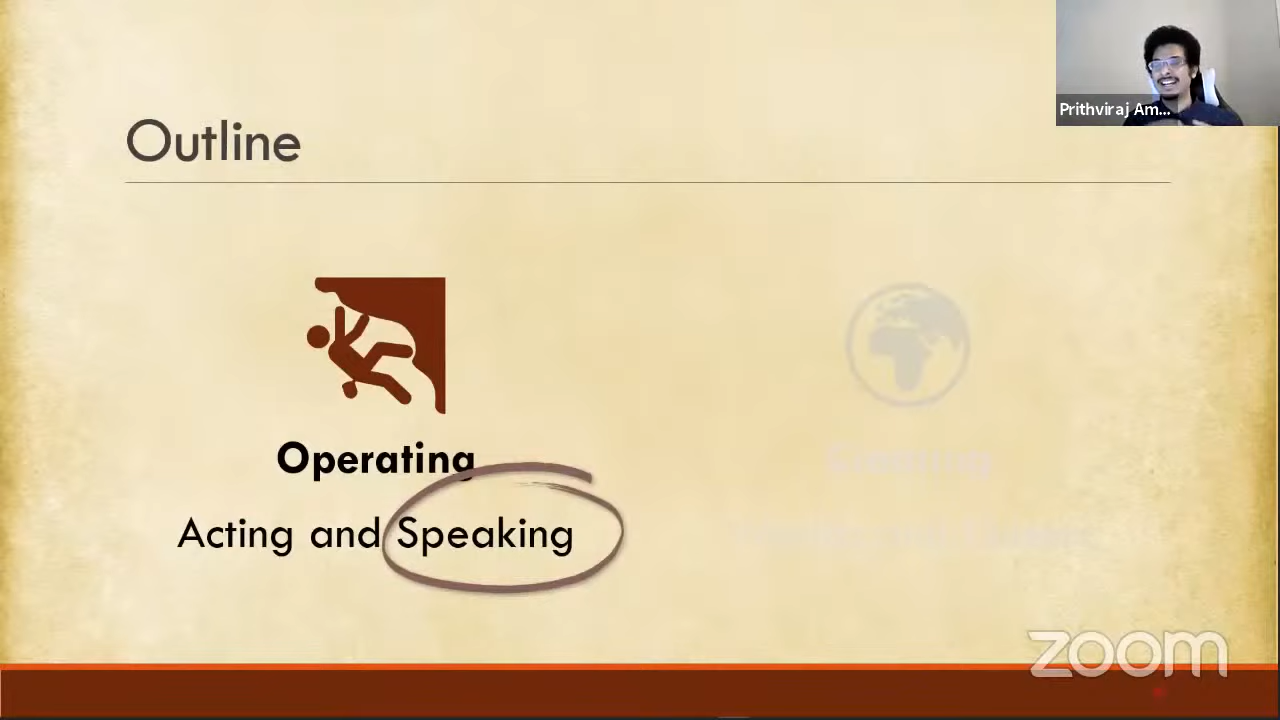 Prithviraj Am...
Outline
Operating
Acting and Speaking
zoom